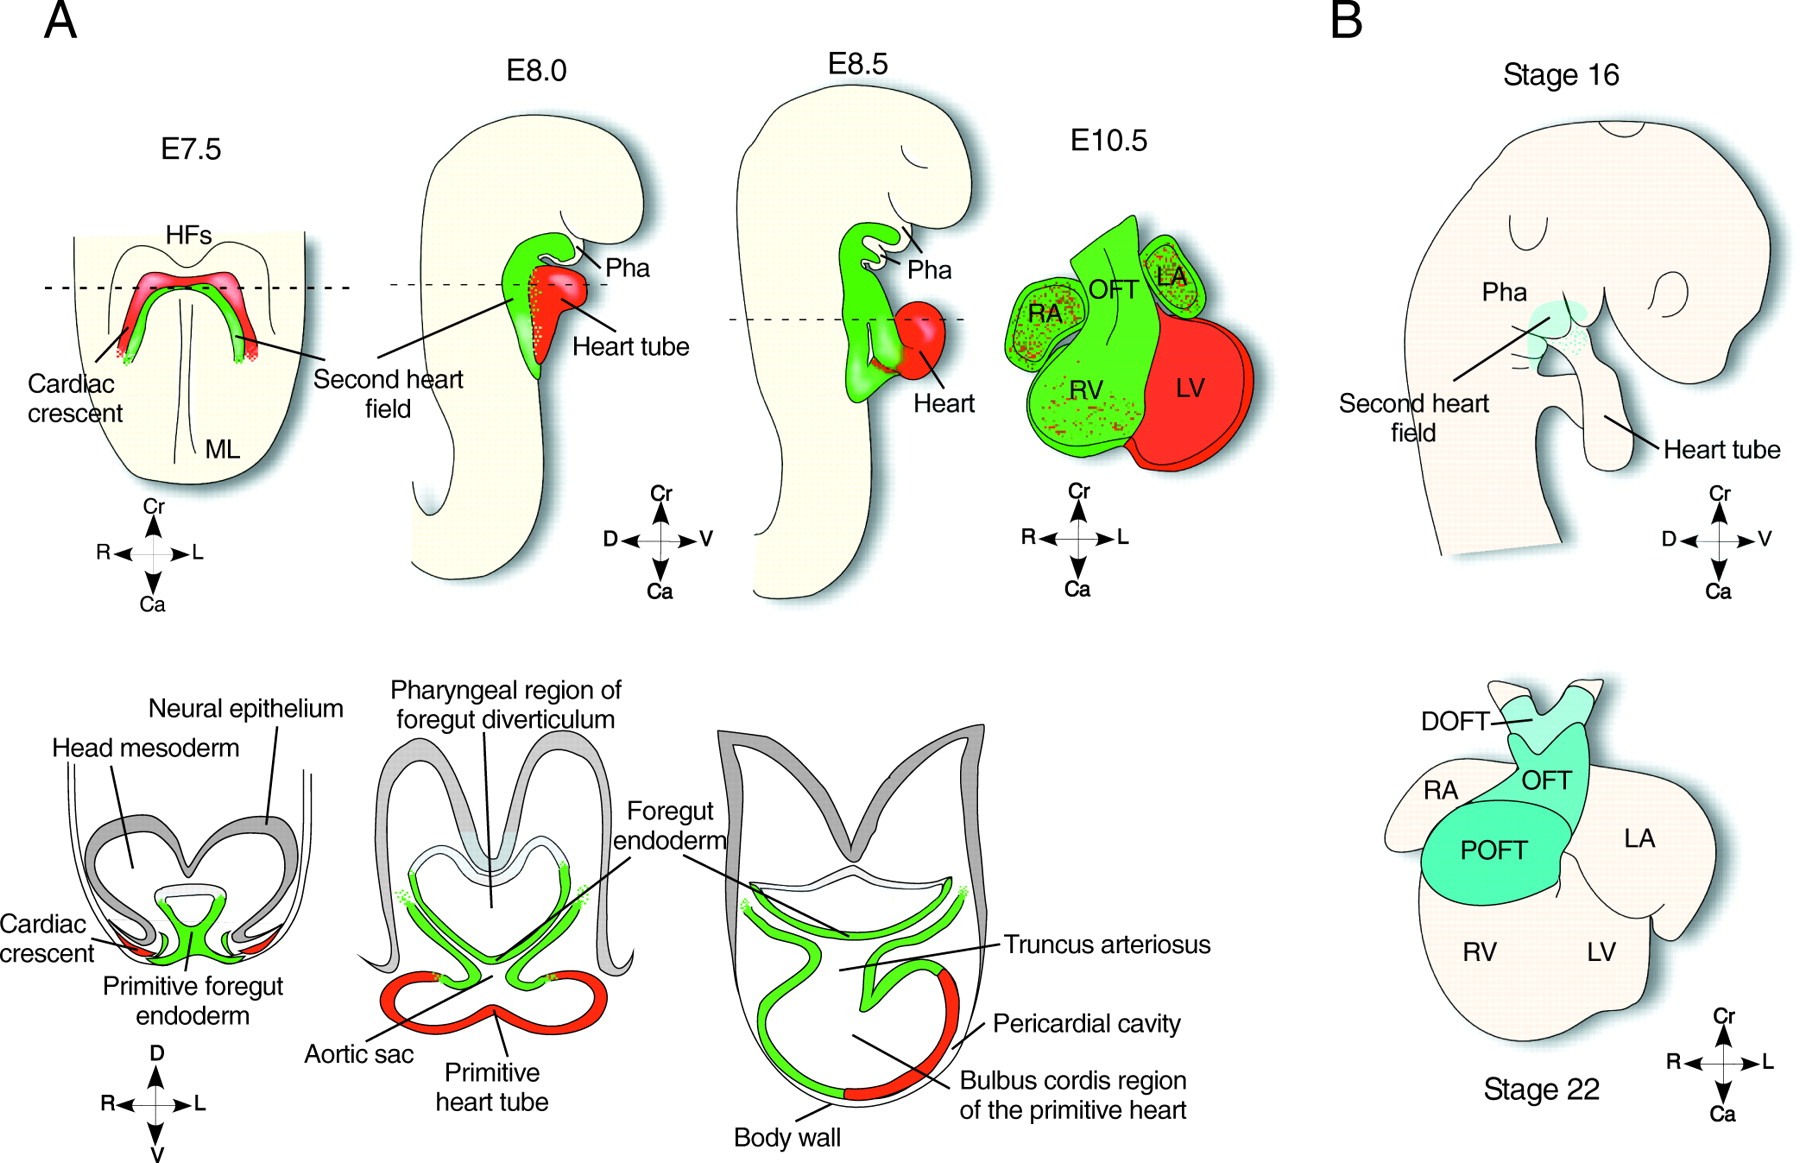 A
B
E7.5
E8.0
E8.5
E10.5
Stage 16
HFs
Cardiac
crescent
ML
Second heart
field
Pha
Heart tube
Pha
Heart
RA
OFT
LA
RV
LV
Pha
Second heart
field
Heart tube
Cr
R
L
Ca
Cr
D
V
Ca
Cr
R
L
Ca
Cr
D
V
Ca
Neural epithelium
Head mesoderm
Cardiac
crescent
Primitive foregut
endoderm
D
R
L
V
Pharyngeal region of
foregut diverticulum
Foregut
endoderm
Aortic sac
Primitive
heart tube
Truncus arteriosus
Pericardial cavity
Bulbus cordis region
of the primitive heart
Body wall
DOFT
OFT
RA
POFT
LA
RV
LV
Stage 22
Cr
R
L
Ca